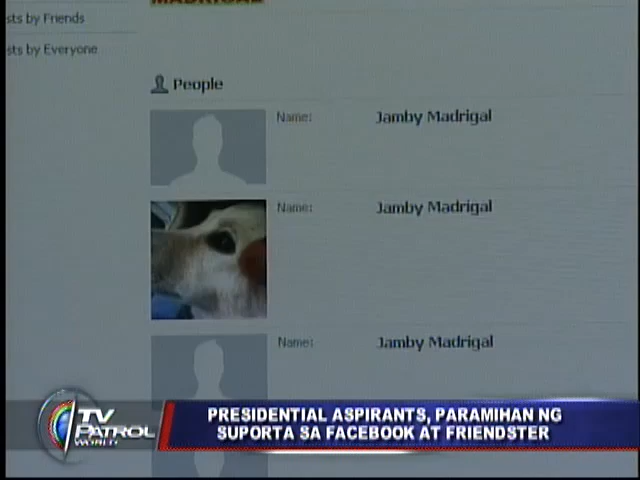 MADRIGAL
sts by Friends
sts by Everyone
People
Name: Jamby Madrigal
Name: Jamby Madrigal
Name: Jamby Madrigal
TV PATROL WORLD
PRESIDENTIAL ASPIRANTS, PARAMIHAN NG
SUPORTA SA FACEBOOK AT FRIENDSTER